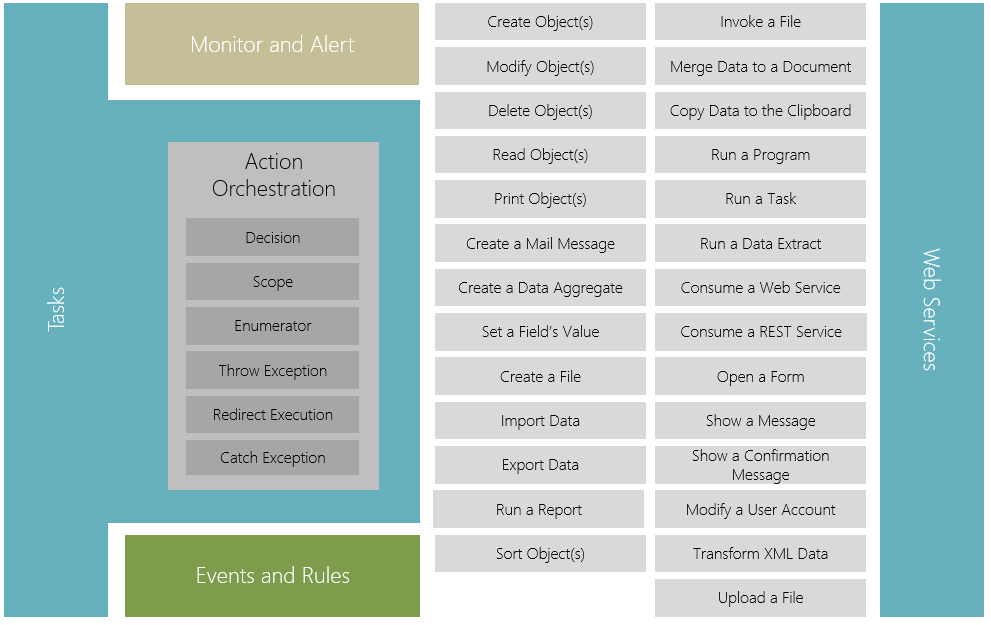 Tasks
Monitor and Alert
Action
Orchestration
Decision
Scope
Enumerator
Throw Exception
Redirect Execution
Catch Exception
Events and Rules
Create Object(s)
Modify Object(s)
Delete Object(s)
Read Object(s)
Print Object(s)
Create a Mail Message
Create a Data Aggregate
Set a Field's Value
Create a File
Import Data
Export Data
Run a Report
Sort Object(s)
Invoke a File
Merge Data to a Document
Copy Data to the Clipboard
Run a Program
Run a Task
Run a Data Extract
Consume a Web Service
Consume a REST Service
Open a Form
Show a Message
Show a Confirmation
Message
Modify a User Account
Transform XML Data
Upload a File
Web Services